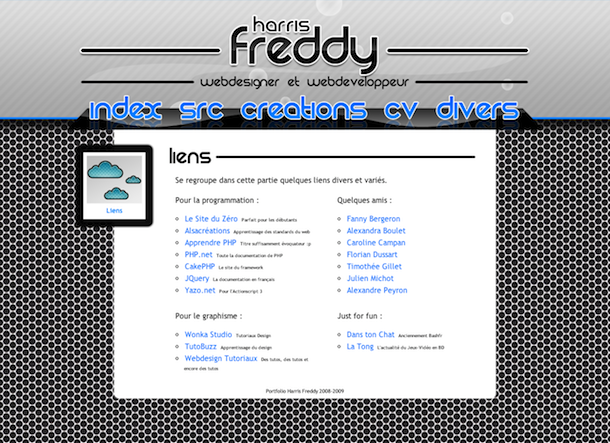 harris
freddy
webdesigner et webdeveloppeur
index src creations cv divers
liens
Liens
Se regroupe dans cette partie quelques liens divers et variés.
Pour la programmation :
Le Site du Zéro Parfait pour les débutants
Alsacréations Apprentissage des standards du web
Apprendre PHP Titre suffisamment évocateur :p
PHP.net Toute la documentation de PHP
CakePHP Le site du framework
JQuery La documentation en français
Yazo.net Pour l'Actionscript 3
Quelques amis :
Fanny Bergeron
Alexandra Boulet
Caroline Campan
Florian Dussart
Timothée Gillet
Julien Michot
Alexandre Peyron
Pour le graphisme :
Wonka Studio Tutoriaux Design
TutoBuzz Apprentissage du design
Webdesign Tutoriaux Des tutos, des tutos et
encore des tutos
Just for fun :
Dans ton Chat Anciennement Bashfr
La Tong L'actualité du Jeux-Vidéo en BD
Portfolio Harris Freddy 2008-2009